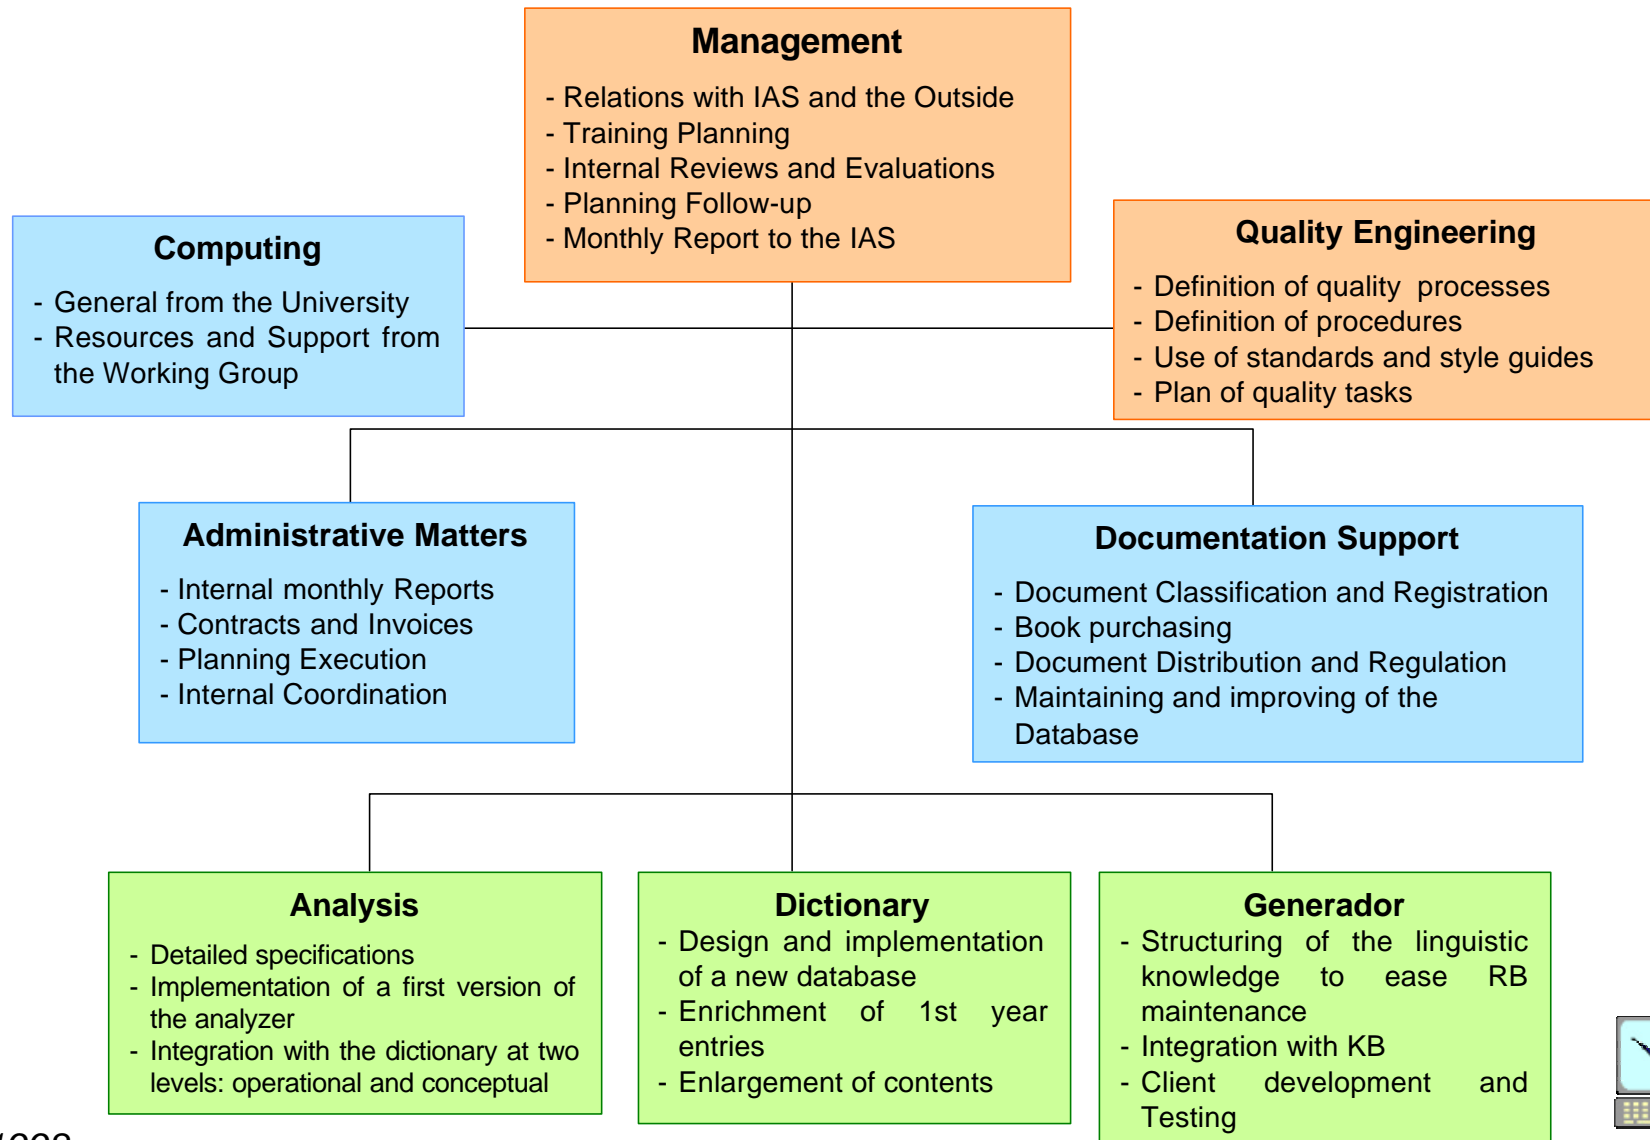 Management
- Relations with IAS and the Outside
- Training Planning
- Internal Reviews and Evaluations
- Planning Follow-up
- Monthly Report to the IAS
Computing
- General from the University
- Resources and Support from
the Working Group
Quality Engineering
- Definition of quality processes
- Definition of procedures
- Use of standards and style guides
- Plan of quality tasks
Administrative Matters
- Internal monthly Reports
- Contracts and Invoices
- Planning Execution
- Internal Coordination
Documentation Support
- Document Classification and Registration
- Book purchasing
- Document Distribution and Regulation
- Maintaining and improving of the
Database
Analysis
- Detailed specifications
- Implementation of a first version of
the analyzer
- Integration with the dictionary at two
levels: operational and conceptual
Dictionary
- Design and implementation
of a new database
- Enrichment of 1st year
entries
- Enlargement of contents
Generador
- Structuring of the linguistic
knowledge to ease RB
maintenance
- Integration with KB
- Client development and
Testing